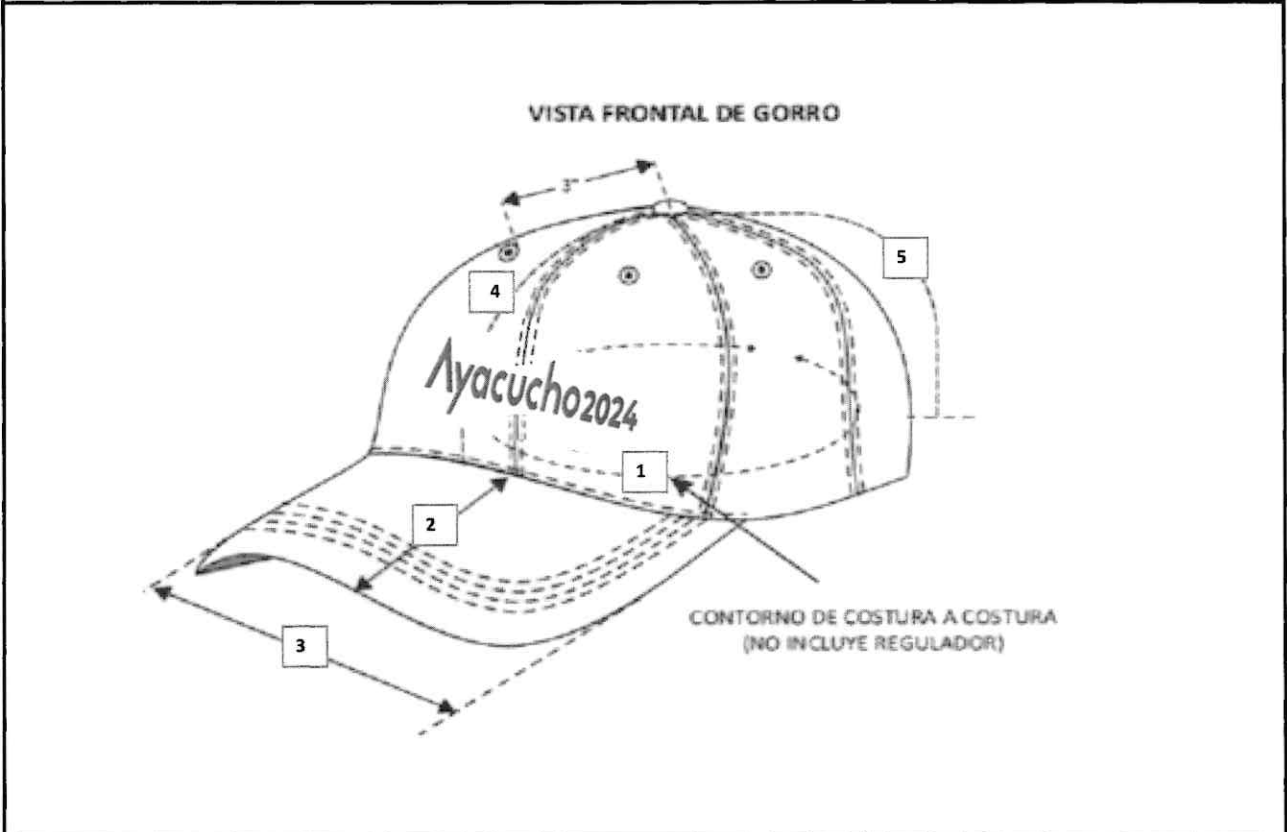 VISTA FRONTAL DE GORRO
3"
5
4
Ayacucho2024
1
2
CONTORNO DE COSTURA A COSTURA
(NO INCLUYE REGULADOR)
3